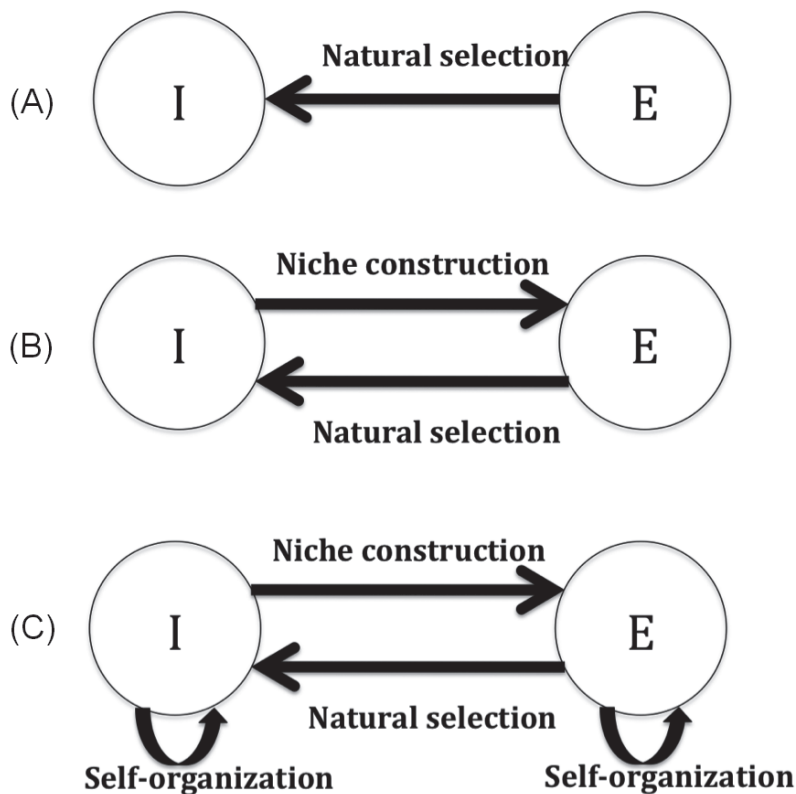 Natural selection
(A) I E
Niche construction
(B) I E
Natural selection
Niche construction
(C) I E
Natural selection
Self-organization Self-organization